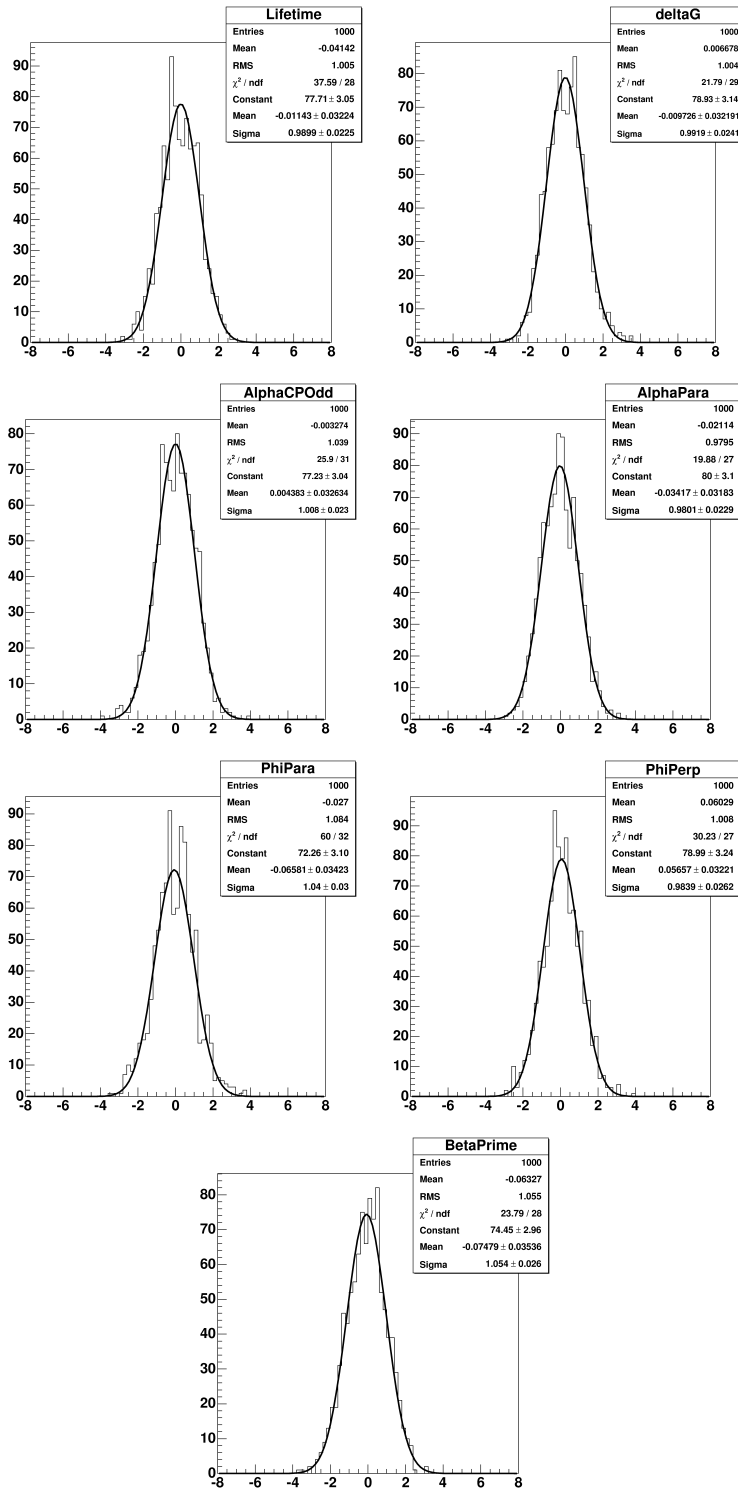 Lifetime
Entries 1000
Mean -0.04142
RMS 1.005
χ² / ndf 37.59 / 28
Constant 77.71 ± 3.05
Mean -0.01143 ± 0.03224
Sigma 0.9899 ± 0.0225
90
80
70
60
50
40
30
20
10
0
-8 -6 -4 -2 0 2 4 6 8
deltaG
Entries 1000
Mean 0.006678
RMS 1.004
χ² / ndf 21.79 / 29
Constant 78.93 ± 3.14
Mean -0.009726 ± 0.032191
Sigma 0.9919 ± 0.0241
80
70
60
50
40
30
20
10
0
-8 -6 -4 -2 0 2 4 6 8
AlphaCPOdd
Entries 1000
Mean -0.003274
RMS 1.039
χ² / ndf 25.9 / 31
Constant 77.23 ± 3.04
Mean 0.004383 ± 0.032634
Sigma 1.008 ± 0.023
80
70
60
50
40
30
20
10
0
-8 -6 -4 -2 0 2 4 6 8
AlphaPara
Entries 1000
Mean -0.02114
RMS 0.9795
χ² / ndf 19.88 / 27
Constant 80 ± 3.1
Mean -0.03417 ± 0.03183
Sigma 0.9801 ± 0.0229
90
80
70
60
50
40
30
20
10
0
-8 -6 -4 -2 0 2 4 6 8
PhiPara
Entries 1000
Mean -0.027
RMS 1.084
χ² / ndf 60 / 32
Constant 72.26 ± 3.10
Mean -0.06581 ± 0.03423
Sigma 1.04 ± 0.03
90
80
70
60
50
40
30
20
10
0
-8 -6 -4 -2 0 2 4 6 8
PhiPerp
Entries 1000
Mean 0.06029
RMS 1.008
χ² / ndf 30.23 / 27
Constant 78.99 ± 3.24
Mean 0.05657 ± 0.03221
Sigma 0.9839 ± 0.0262
90
80
70
60
50
40
30
20
10
0
-8 -6 -4 -2 0 2 4 6 8
BetaPrime
Entries 1000
Mean -0.06327
RMS 1.055
χ² / ndf 23.79 / 28
Constant 74.45 ± 2.96
Mean -0.07479 ± 0.03536
Sigma 1.054 ± 0.026
80
70
60
50
40
30
20
10
0
-8 -6 -4 -2 0 2 4 6 8